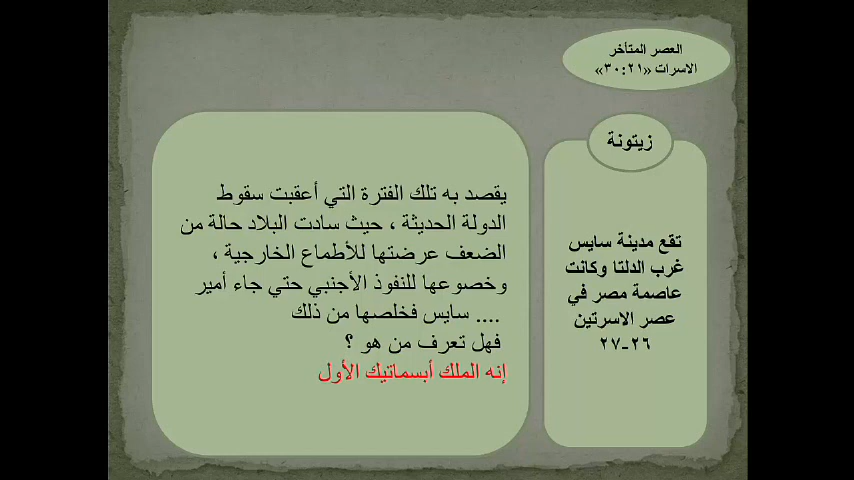 العصر المتأخر
الاسرات «٣٠:٢١»
زيتونة
تقع مدينة سايس
غرب الدلتا وكانت
عاصمة مصر في
عصر الاسرتين
٢٦-٢٧
يقصد به تلك الفترة التي أعقبت سقوط
الدولة الحديثة ، حيث سادت البلاد حالة من
الضعف عرضتها للأطماع الخارجية ،
وخضوعها للنفوذ الأجنبي حتي جاء أمير
سايس فخلصها من ذلك ....
فهل تعرف من هو ؟
إنه الملك أبسماتيك الأول